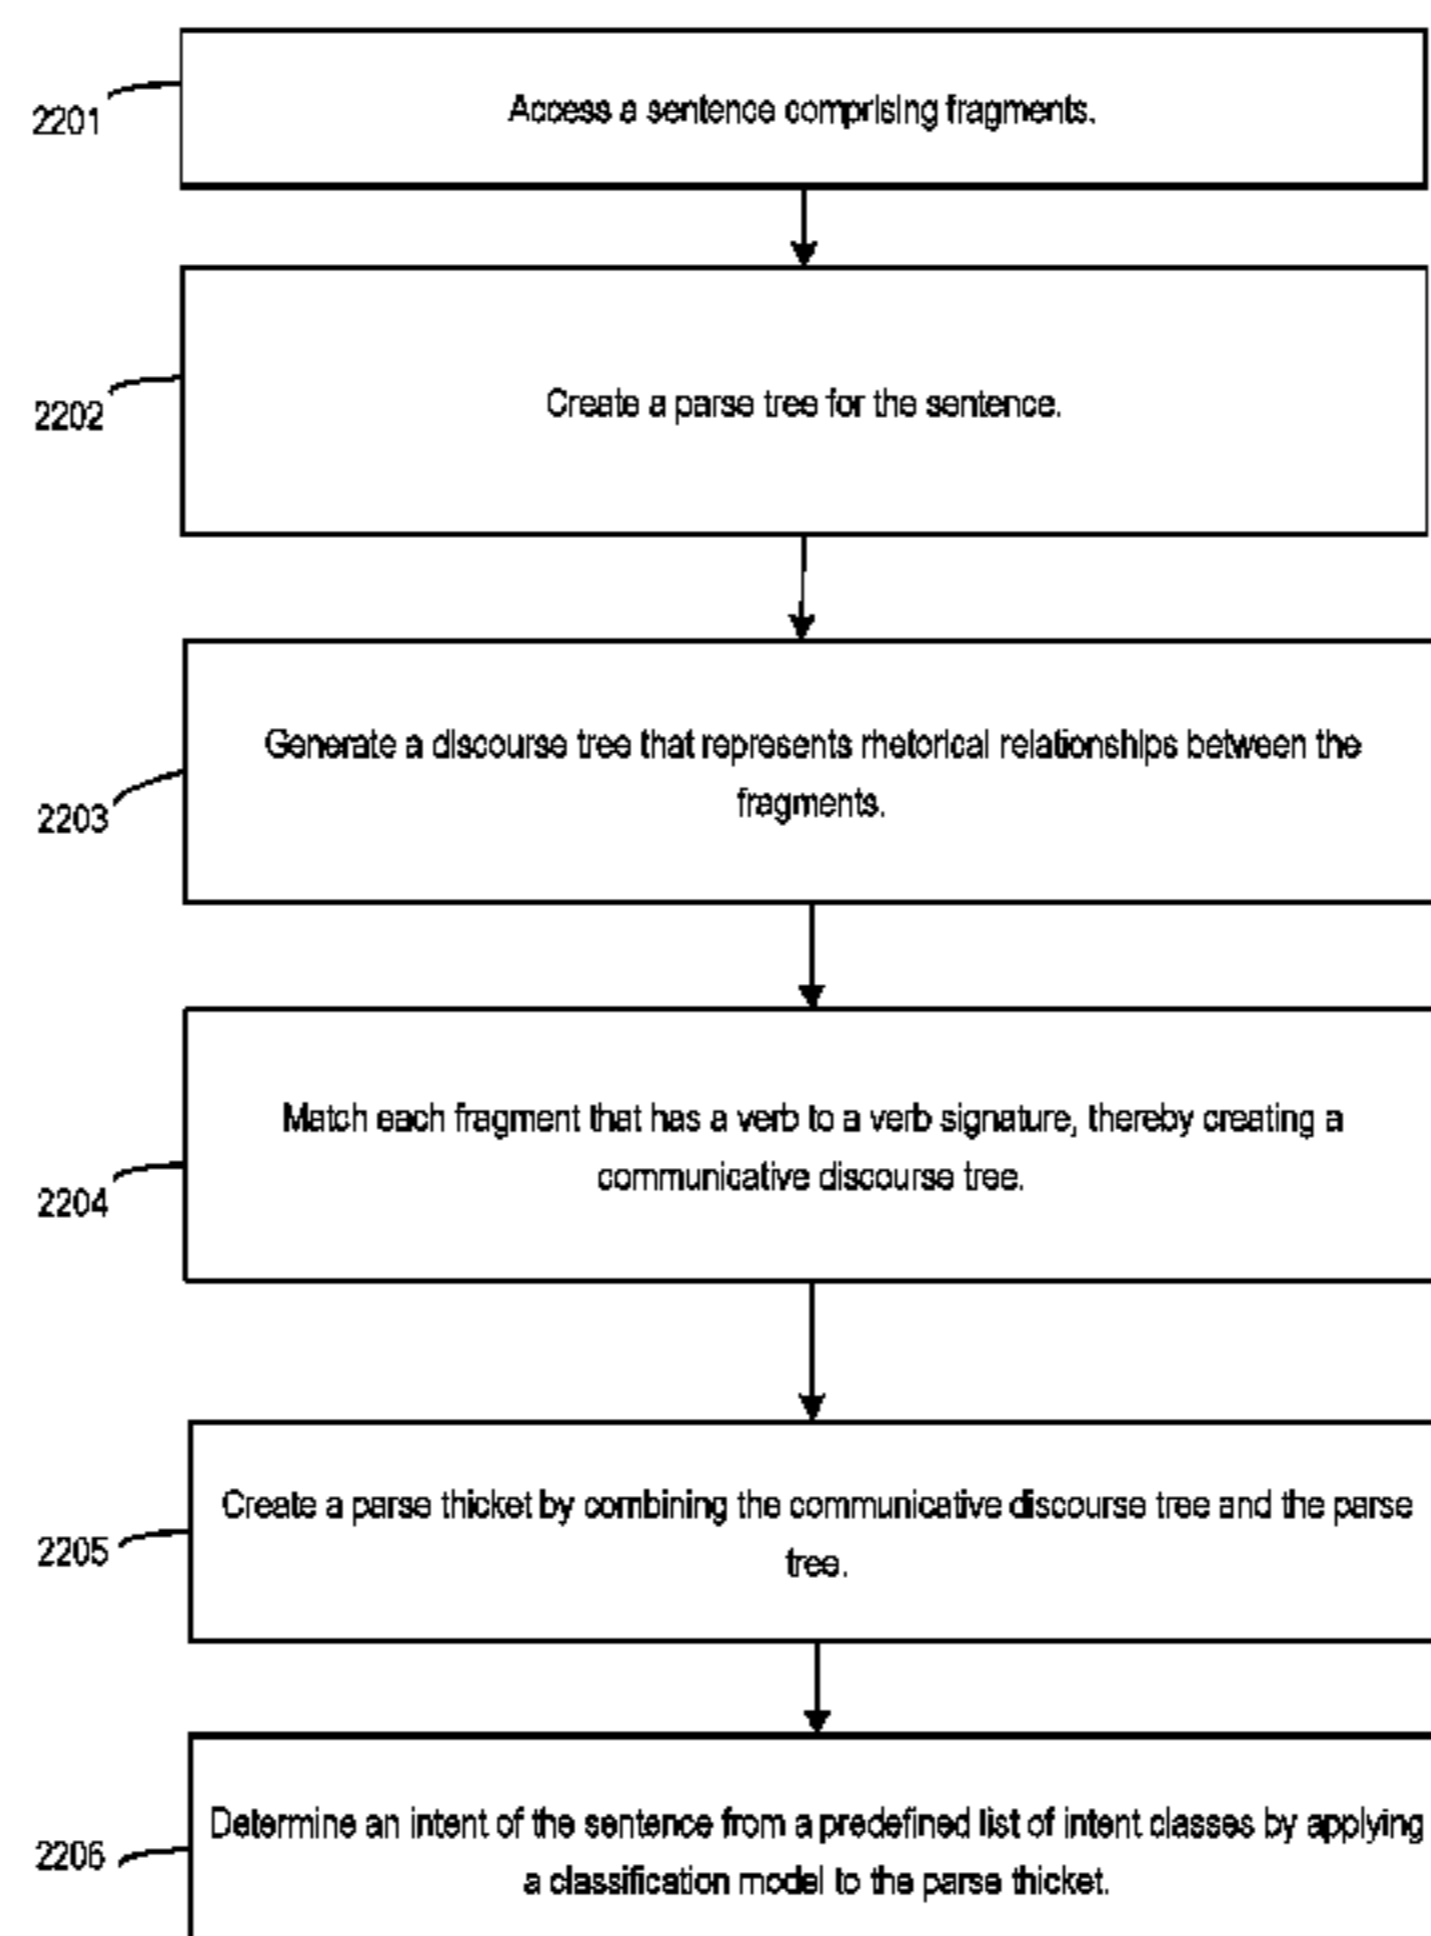 2201
Access a sentence comprising fragments.
2202
Create a parse tree for the sentence.
2203
Generate a discourse tree that represents rhetorical relationships between the
fragments.
2204
Match each fragment that has a verb to a verb signature, thereby creating a
communicative discourse tree.
2205
Create a parse thicket by combining the communicative discourse tree and the parse
tree.
2206
Determine an intent of the sentence from a predefined list of intent classes by applying
a classification model to the parse thicket.